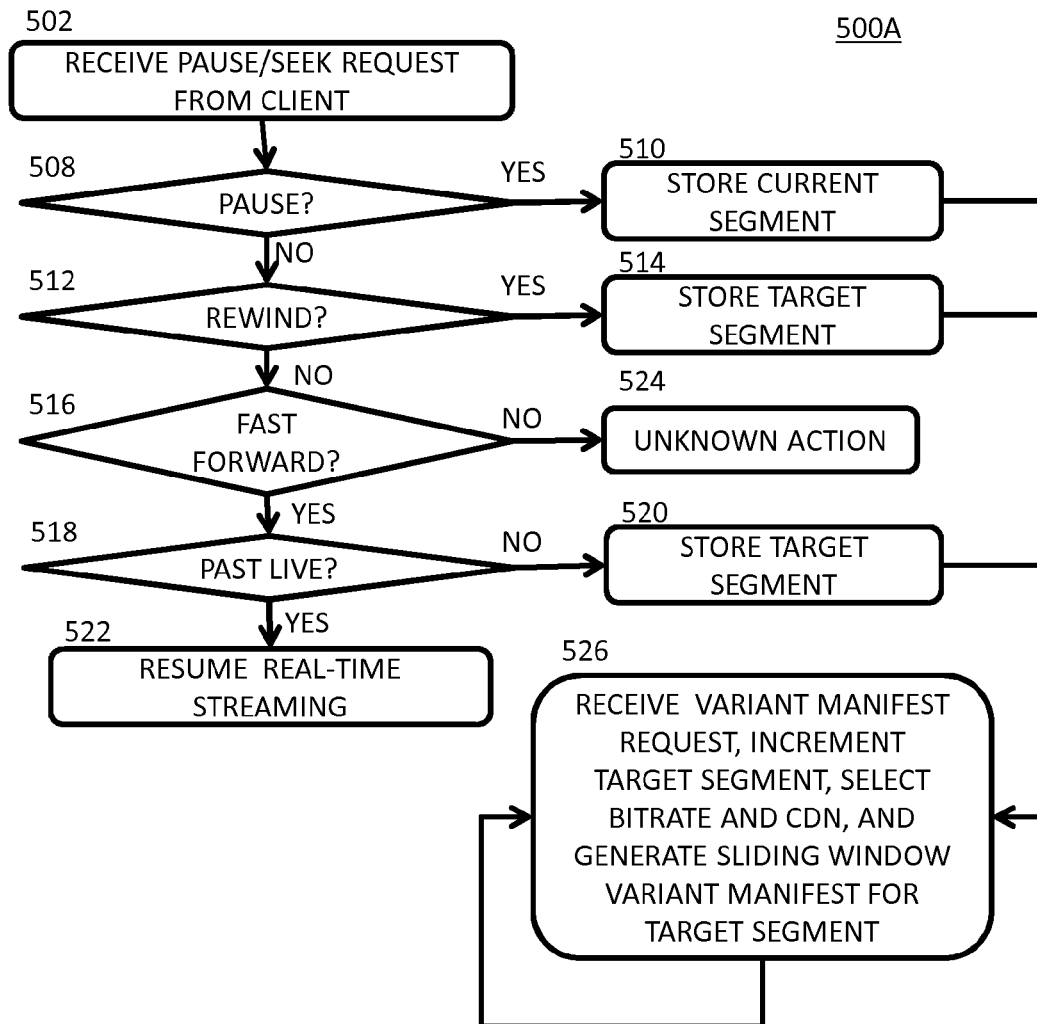 502
500A
RECEIVE PAUSE/SEEK REQUEST
FROM CLIENT
508
PAUSE?
YES
510
STORE CURRENT
SEGMENT
NO
512
REWIND?
YES
514
STORE TARGET
SEGMENT
NO
516
FAST
FORWARD?
NO
524
UNKNOWN ACTION
YES
518
PAST LIVE?
NO
520
STORE TARGET
SEGMENT
YES
522
RESUME REAL-TIME
STREAMING
526
RECEIVE VARIANT MANIFEST
REQUEST, INCREMENT
TARGET SEGMENT, SELECT
BITRATE AND CDN, AND
GENERATE SLIDING WINDOW
VARIANT MANIFEST FOR
TARGET SEGMENT